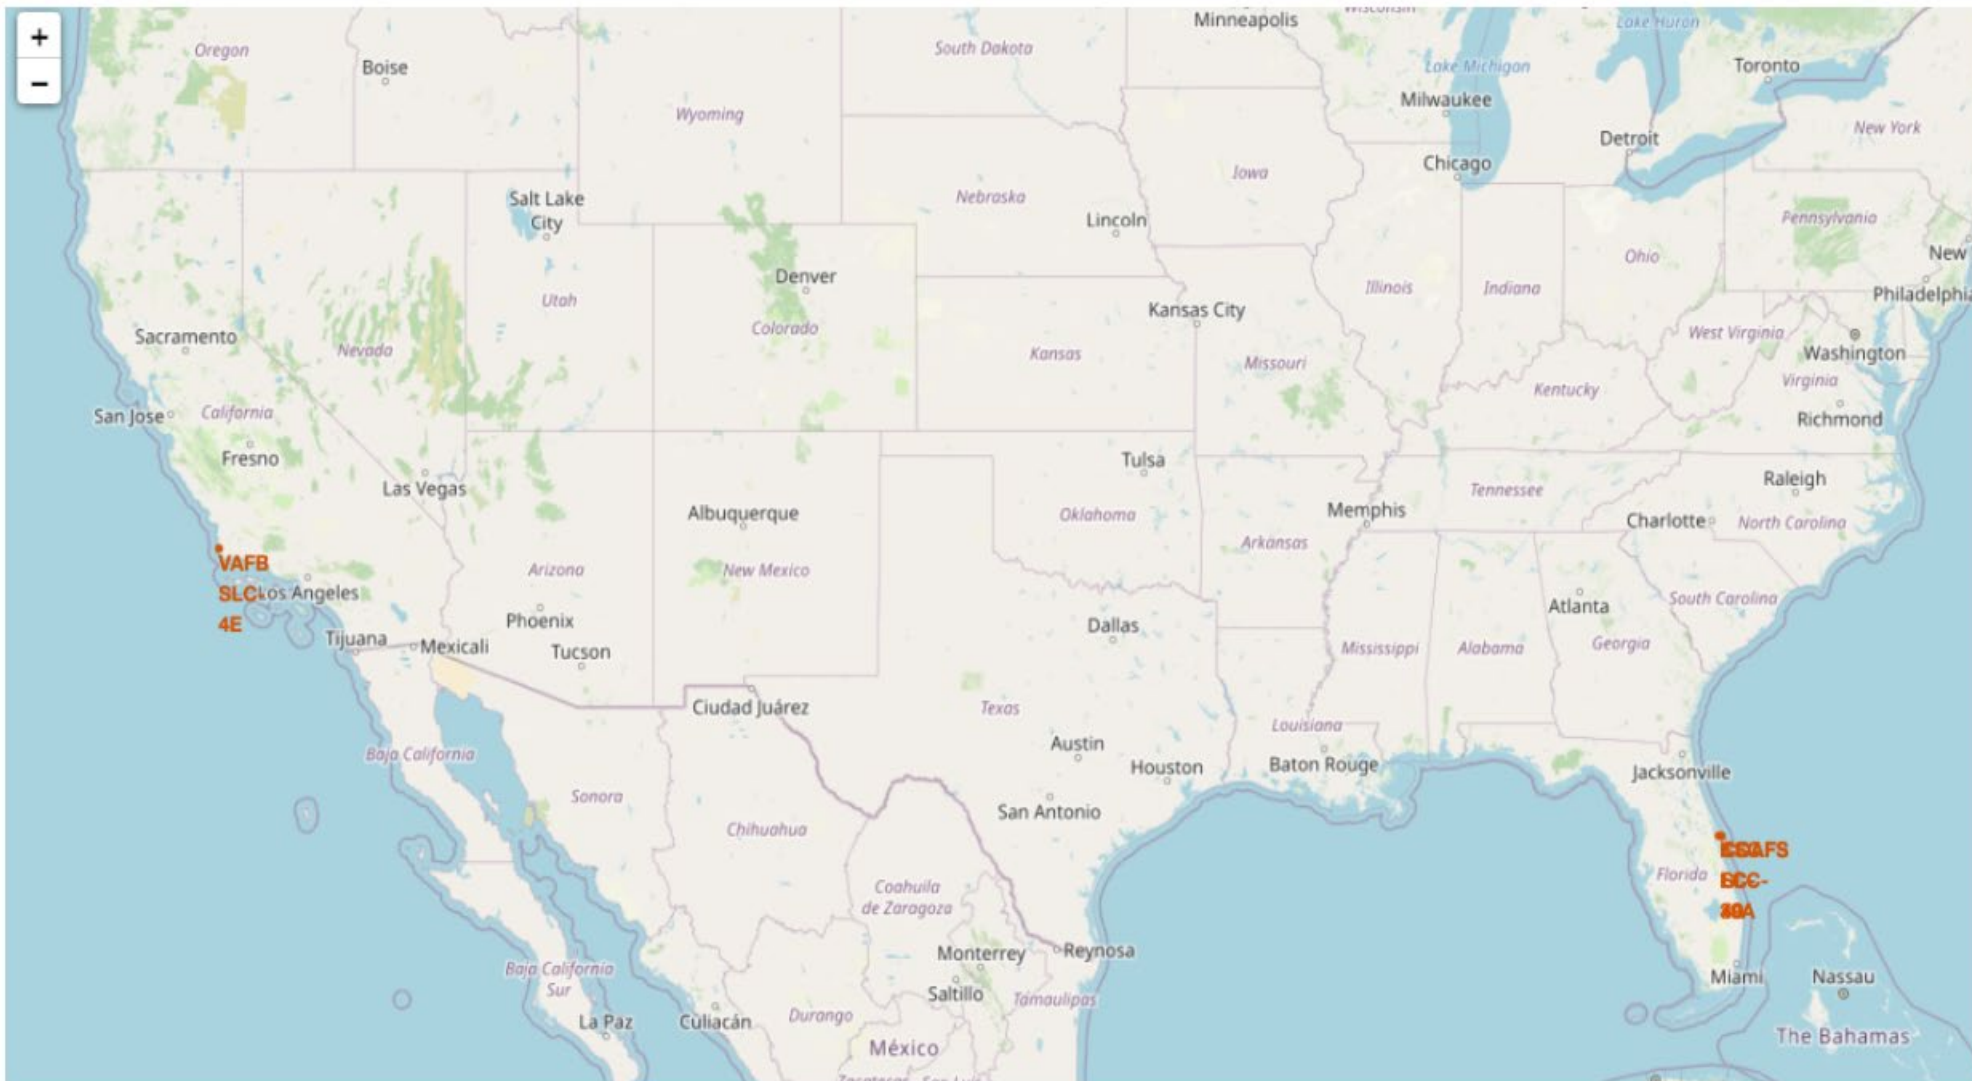 +
−
Oregon
Boise
South Dakota
Minneapolis
Wisconsin
Lake Huron
Toronto
Wyoming
Lake Michigan
Milwaukee
Detroit
New York
Chicago
Iowa
Salt Lake
City
Nebraska
Lincoln
Pennsylvania
New
Ohio
Denver
Utah
Illinois
Indiana
Philadelphia
Kansas City
Sacramento
Nevada
Colorado
Kansas
Missouri
West Virginia
Washington
Virginia
Kentucky
San Jose
California
Richmond
Fresno
Las Vegas
Tulsa
Raleigh
Tennessee
Albuquerque
Oklahoma
Memphis
Charlotte
North Carolina
Arkansas
VAFB
SLC-
4E
Los Angeles
Arizona
New Mexico
Phoenix
Dallas
Atlanta
South Carolina
Tijuana
Mexicali
Tucson
Mississippi
Alabama
Georgia
Ciudad Juárez
Texas
Louisiana
Baja California
Austin
Houston
Baton Rouge
Jacksonville
Sonora
San Antonio
Chihuahua
Florida
Coahuila
de Zaragoza
Monterrey
Reynosa
Baja California
Sur
Saltillo
Tamaulipas
Miami
Nassau
La Paz
Culiacán
Durango
México
The Bahamas